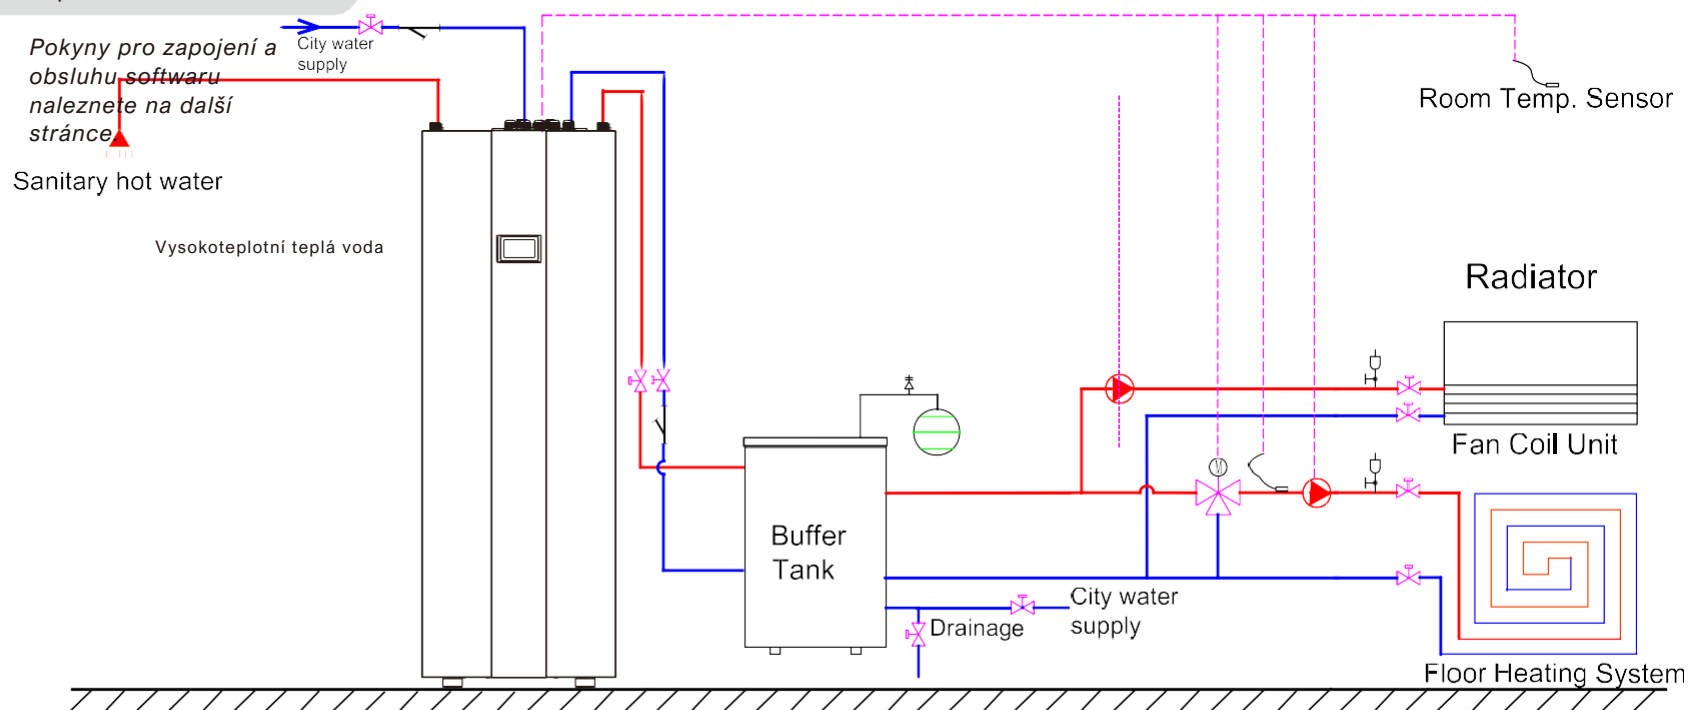 Pokyny pro zapojení a
obsluhu softwaru
naleznete na další
stránce.
City water
supply
Sanitary hot water
Vysokoteplotní teplá voda
Room Temp. Sensor
Radiator
Fan Coil Unit
M
Buffer
Tank
City water
supply
Drainage
Floor Heating System